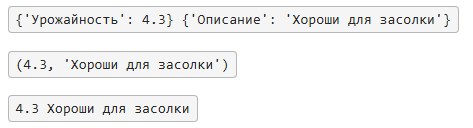 {'Урожайность': 4.3} {'Описание': 'Хороши для засолки'}
(4.3, 'Хороши для засолки')
4.3 Хороши для засолки